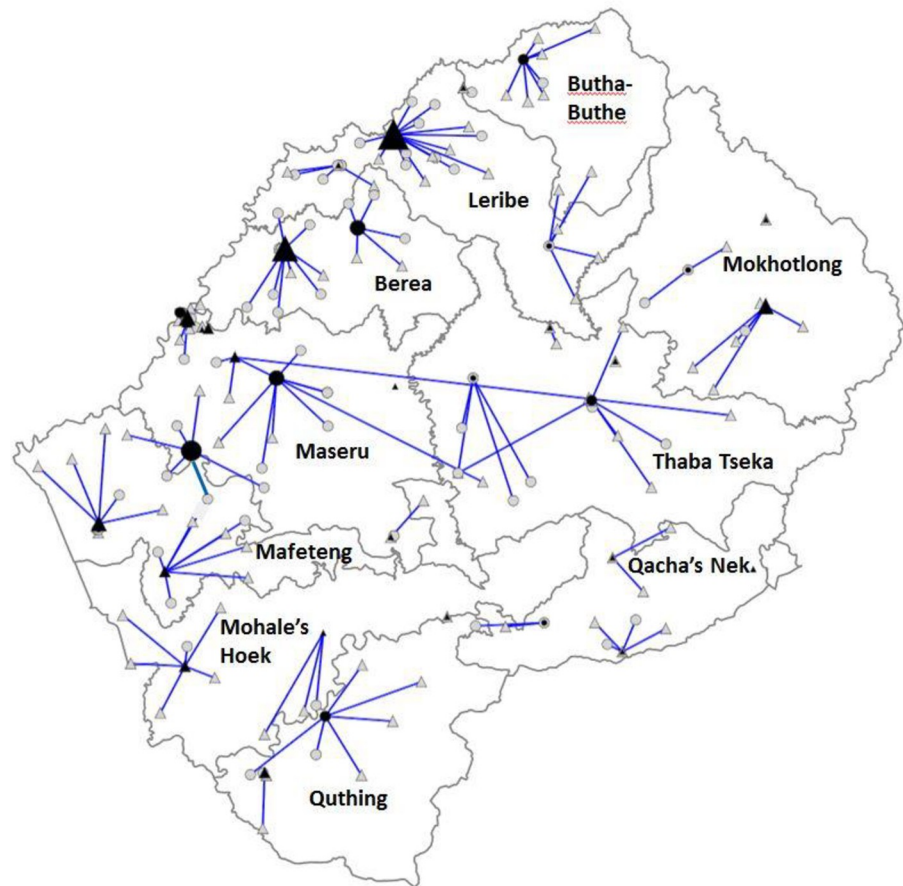 Butha-
Buthe
Leribe
Mokhotlong
Berea
Maseru
Thaba Tseka
Mafeteng
Qacha's Nek
Mohale's
Hoek
Quthing